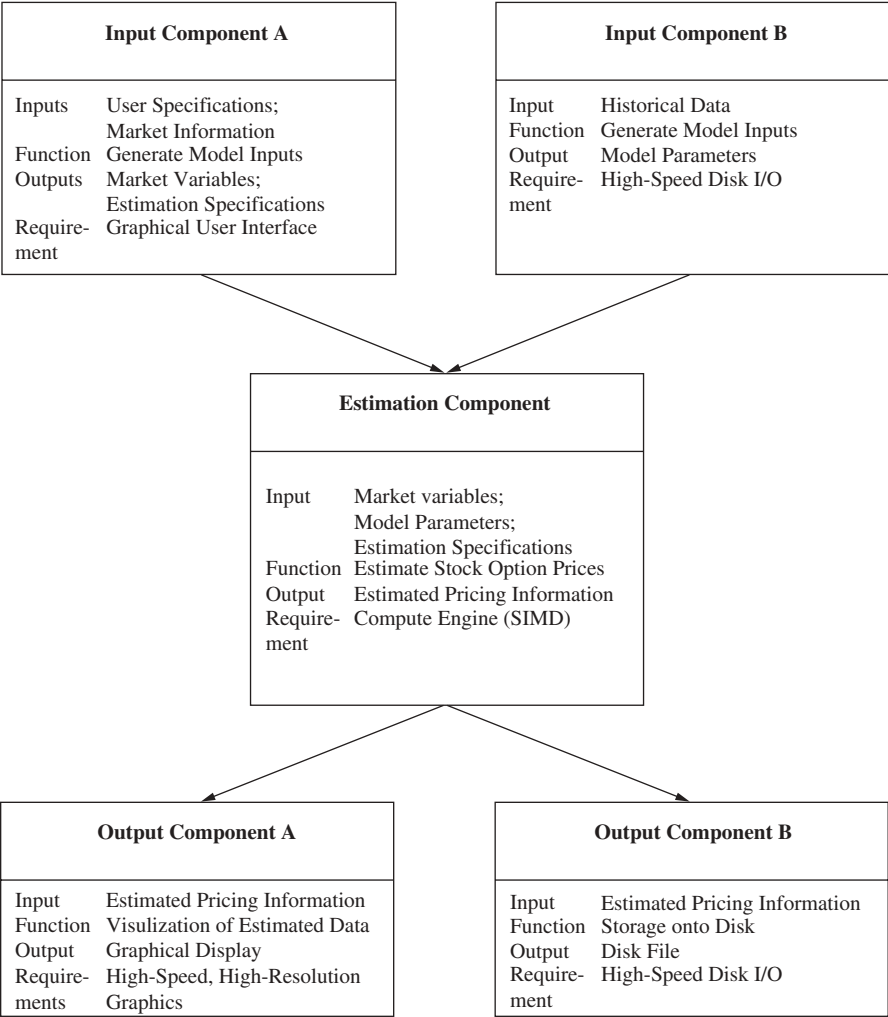 Input Component A
Inputs User Specifications;
Market Information
Function Generate Model Inputs
Outputs Market Variables;
Estimation Specifications
Require- Graphical User Interface
ment
Input Component B
Input Historical Data
Function Generate Model Inputs
Output Model Parameters
Require- High-Speed Disk I/O
ment
Estimation Component
Input Market variables;
Model Parameters;
Estimation Specifications
Function Estimate Stock Option Prices
Output Estimated Pricing Information
Require- Compute Engine (SIMD)
ment
Output Component A
Input Estimated Pricing Information
Function Visulization of Estimated Data
Output Graphical Display
Require- High-Speed, High-Resolution
ments Graphics
Output Component B
Input Estimated Pricing Information
Function Storage onto Disk
Output Disk File
Require- High-Speed Disk I/O
ment